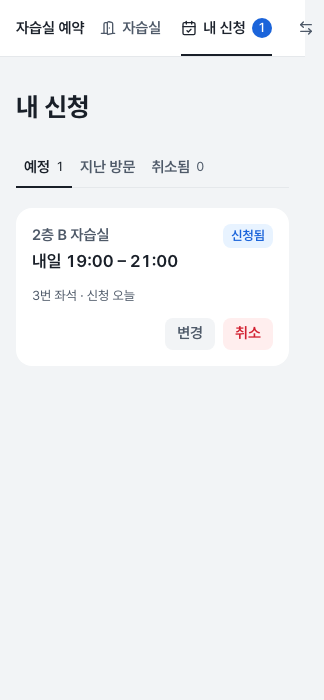 자습실 예약 자습실 내 신청 1
내 신청
예정 1 지난 방문 취소됨 0
2층 B 자습실 신청됨
내일 19:00 – 21:00
3번 좌석 · 신청 오늘
변경 취소